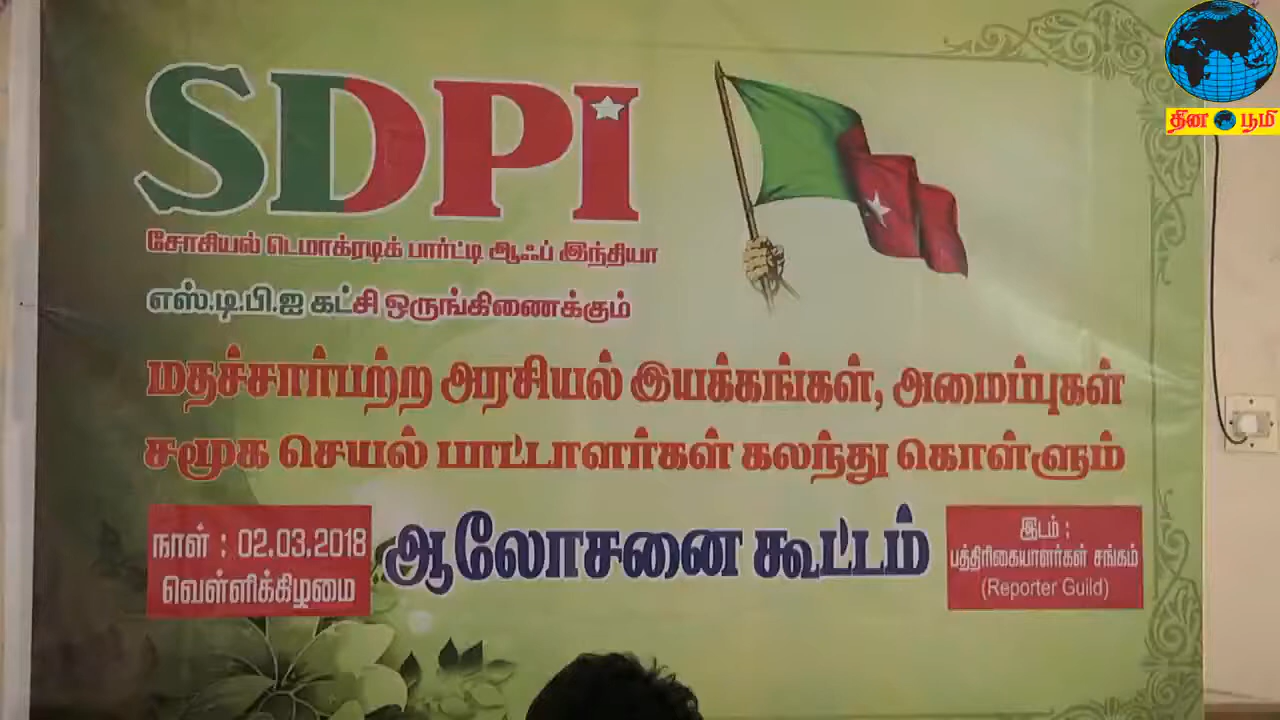 தின பூமி
SDPI
சோசியல் டெமாக்ரடிக் பார்ட்டி ஆஃப் இந்தியா
எஸ்.டி.பி.ஐ கட்சி ஒருங்கிணைக்கும்
மதச்சார்பற்ற அரசியல் இயக்கங்கள், அமைப்புகள்
சமூக செயல் பாட்டாளர்கள் கலந்து கொள்ளும்
நாள் : 02.03.2018
வெள்ளிக்கிழமை
ஆலோசனை கூட்டம்
இடம் :
பத்திரிகையாளர்கள் சங்கம்
(Reporter Guild)